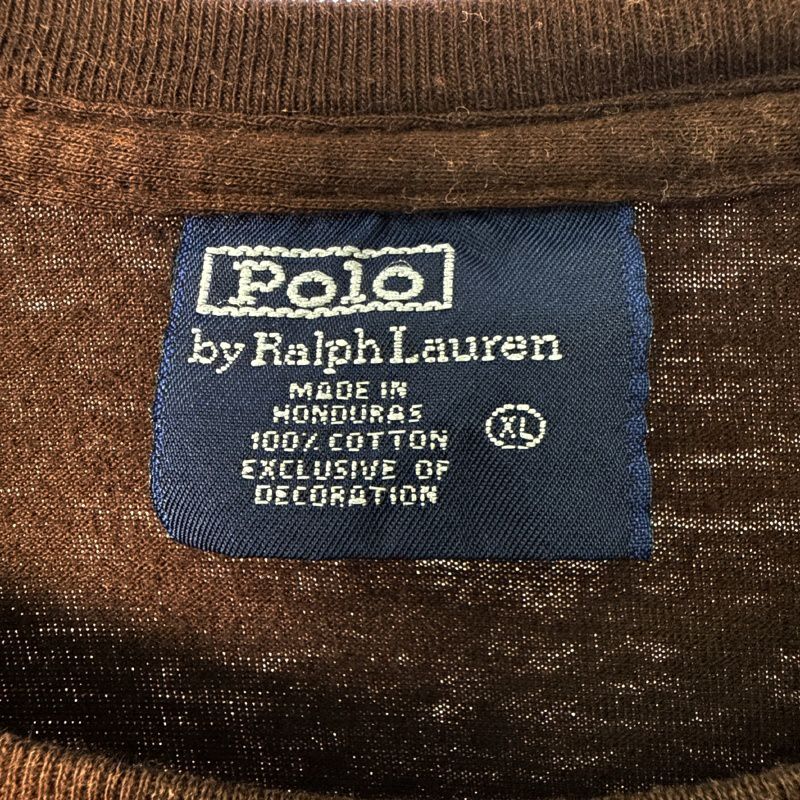 Polo
by Ralph Lauren
MADE IN
HONDURAS
100% COTTON
EXCLUSIVE OF
DECORATION
XL